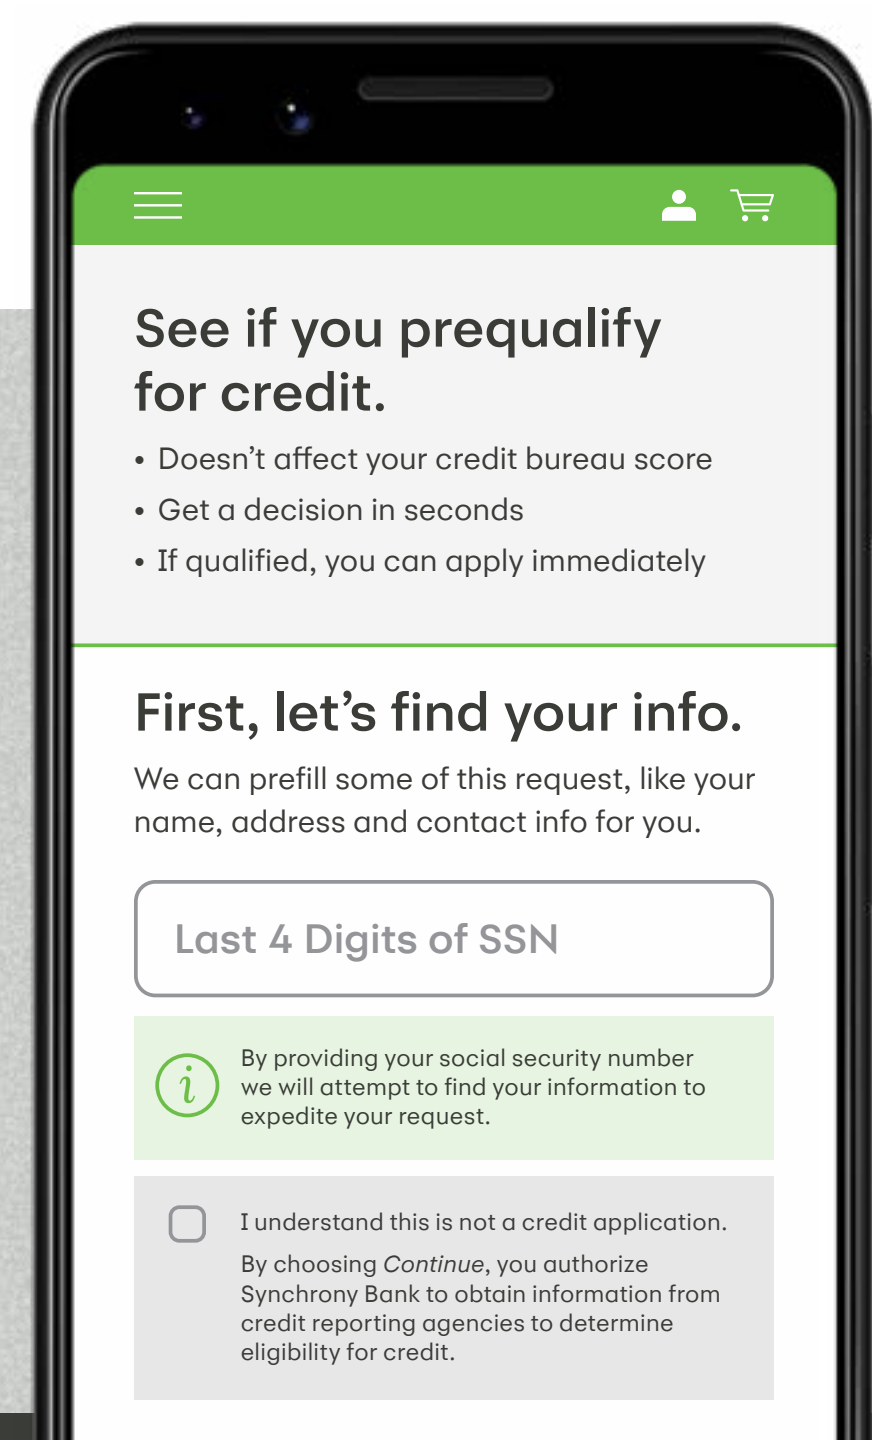 See if you prequalify
for credit.
• Doesn’t affect your credit bureau score
• Get a decision in seconds
• If qualified, you can apply immediately
First, let’s find your info.
We can prefill some of this request, like your
name, address and contact info for you.
Last 4 Digits of SSN
i
By providing your social security number
we will attempt to find your information to
expedite your request.
I understand this is not a credit application.
By choosing Continue, you authorize
Synchrony Bank to obtain information from
credit reporting agencies to determine
eligibility for credit.